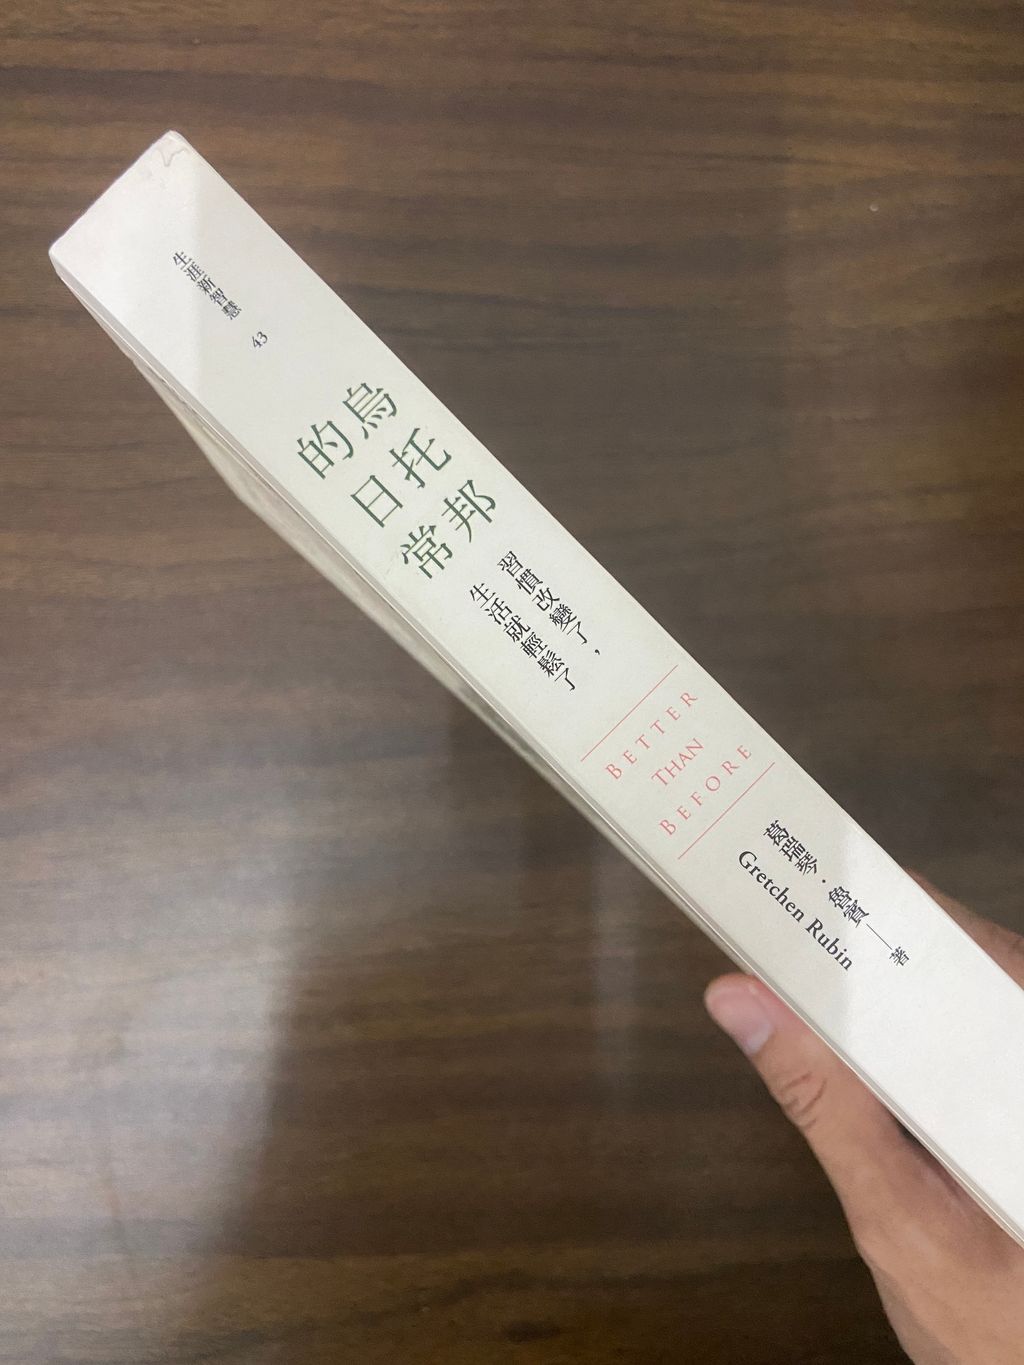 生涯新智慧
43
烏托邦
的日常
習慣改變了，
生活就輕鬆了
BETTER
THAN
BEFORE
葛瑞琴．魯賓——著
Gretchen Rubin